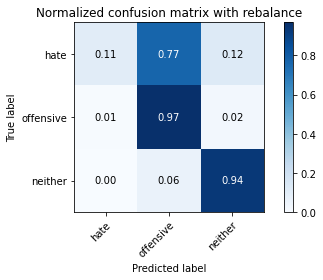 Normalized confusion matrix with rebalance
hate 0.11 0.77 0.12
offensive 0.01 0.97 0.02
neither 0.00 0.06 0.94
True label
hate offensive neither
Predicted label
0.8
0.6
0.4
0.2
0.0